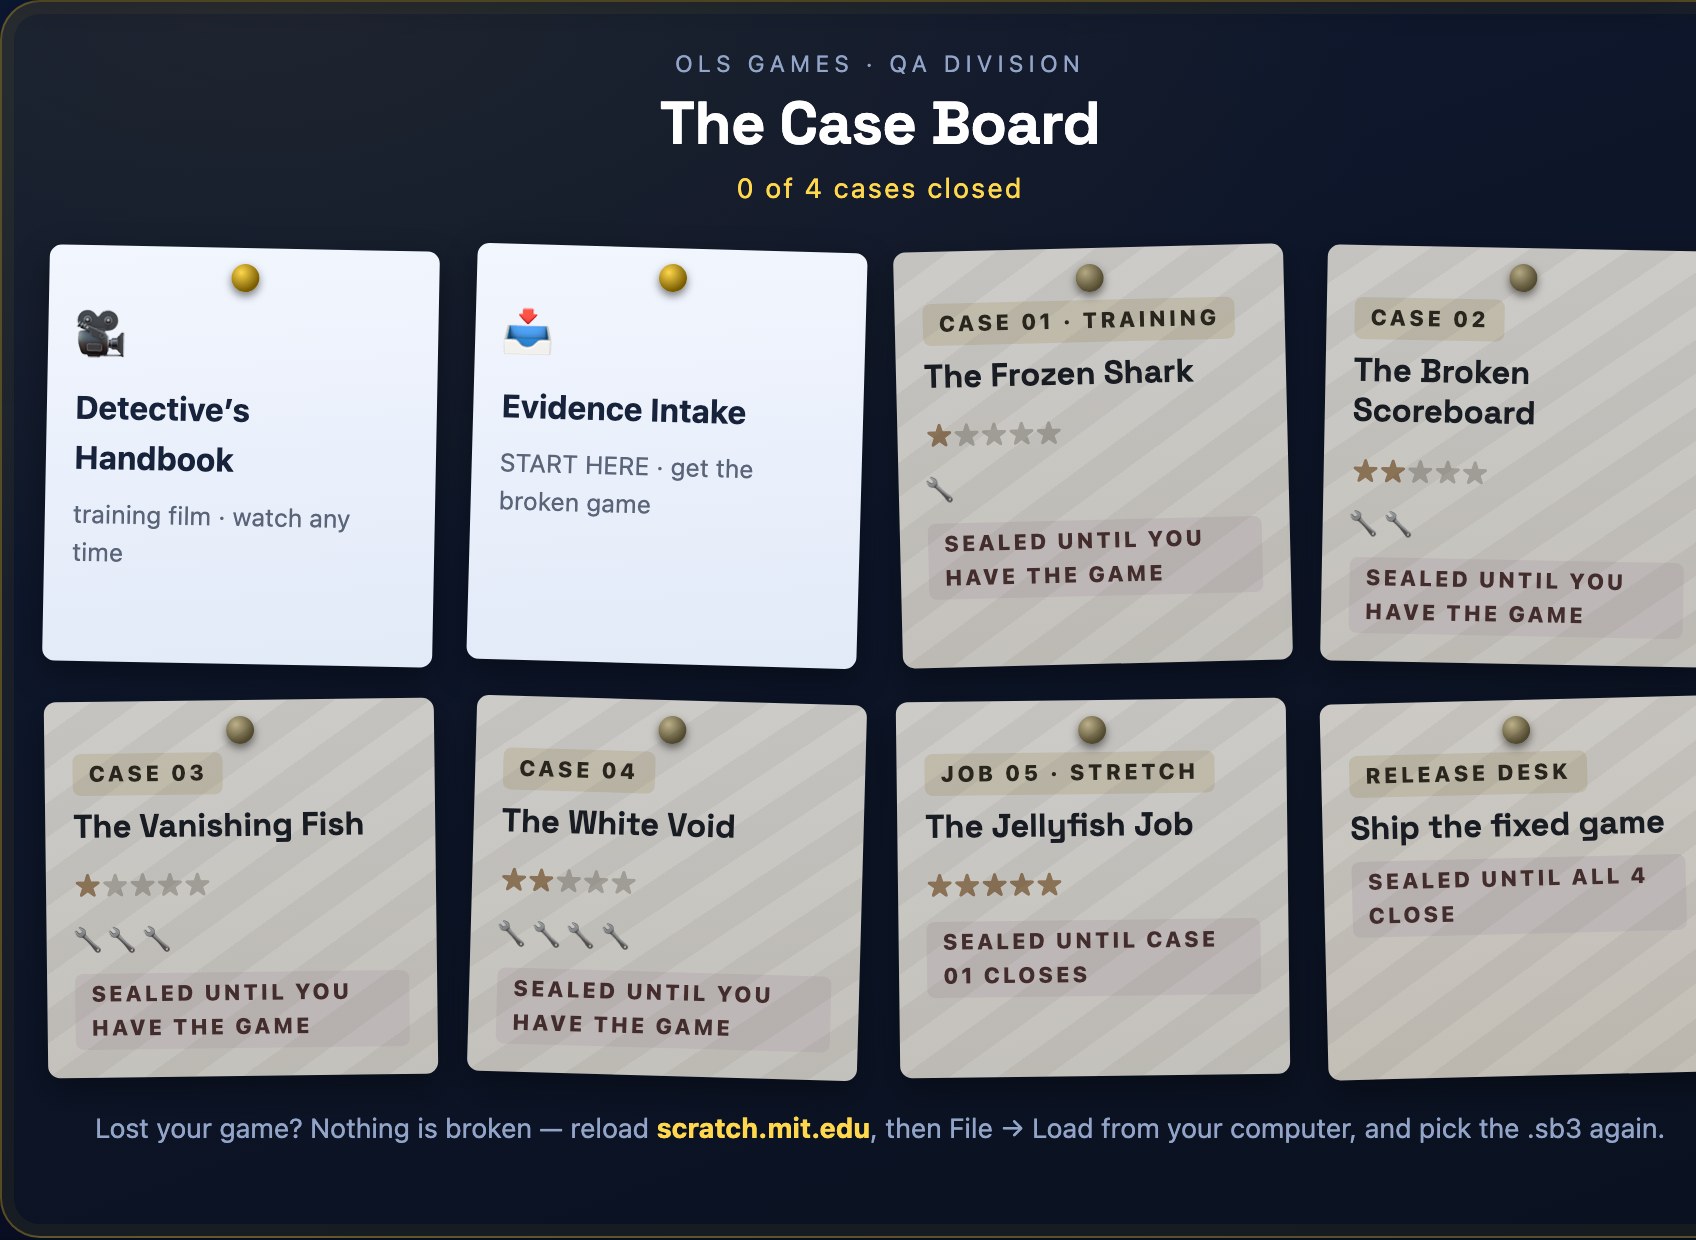 OLS GAMES · QA DIVISION
The Case Board
0 of 4 cases closed
Detective’s
Handbook
training film · watch any
time
Evidence Intake
START HERE · get the
broken game
CASE 01 · TRAINING
The Frozen Shark
SEALED UNTIL YOU
HAVE THE GAME
CASE 02
The Broken
Scoreboard
SEALED UNTIL YOU
HAVE THE GAME
CASE 03
The Vanishing Fish
SEALED UNTIL YOU
HAVE THE GAME
CASE 04
The White Void
SEALED UNTIL YOU
HAVE THE GAME
JOB 05 · STRETCH
The Jellyfish Job
SEALED UNTIL CASE
01 CLOSES
RELEASE DESK
Ship the fixed game
SEALED UNTIL ALL 4
CLOSE
Lost your game? Nothing is broken — reload scratch.mit.edu, then File → Load from your computer, and pick the .sb3 again.